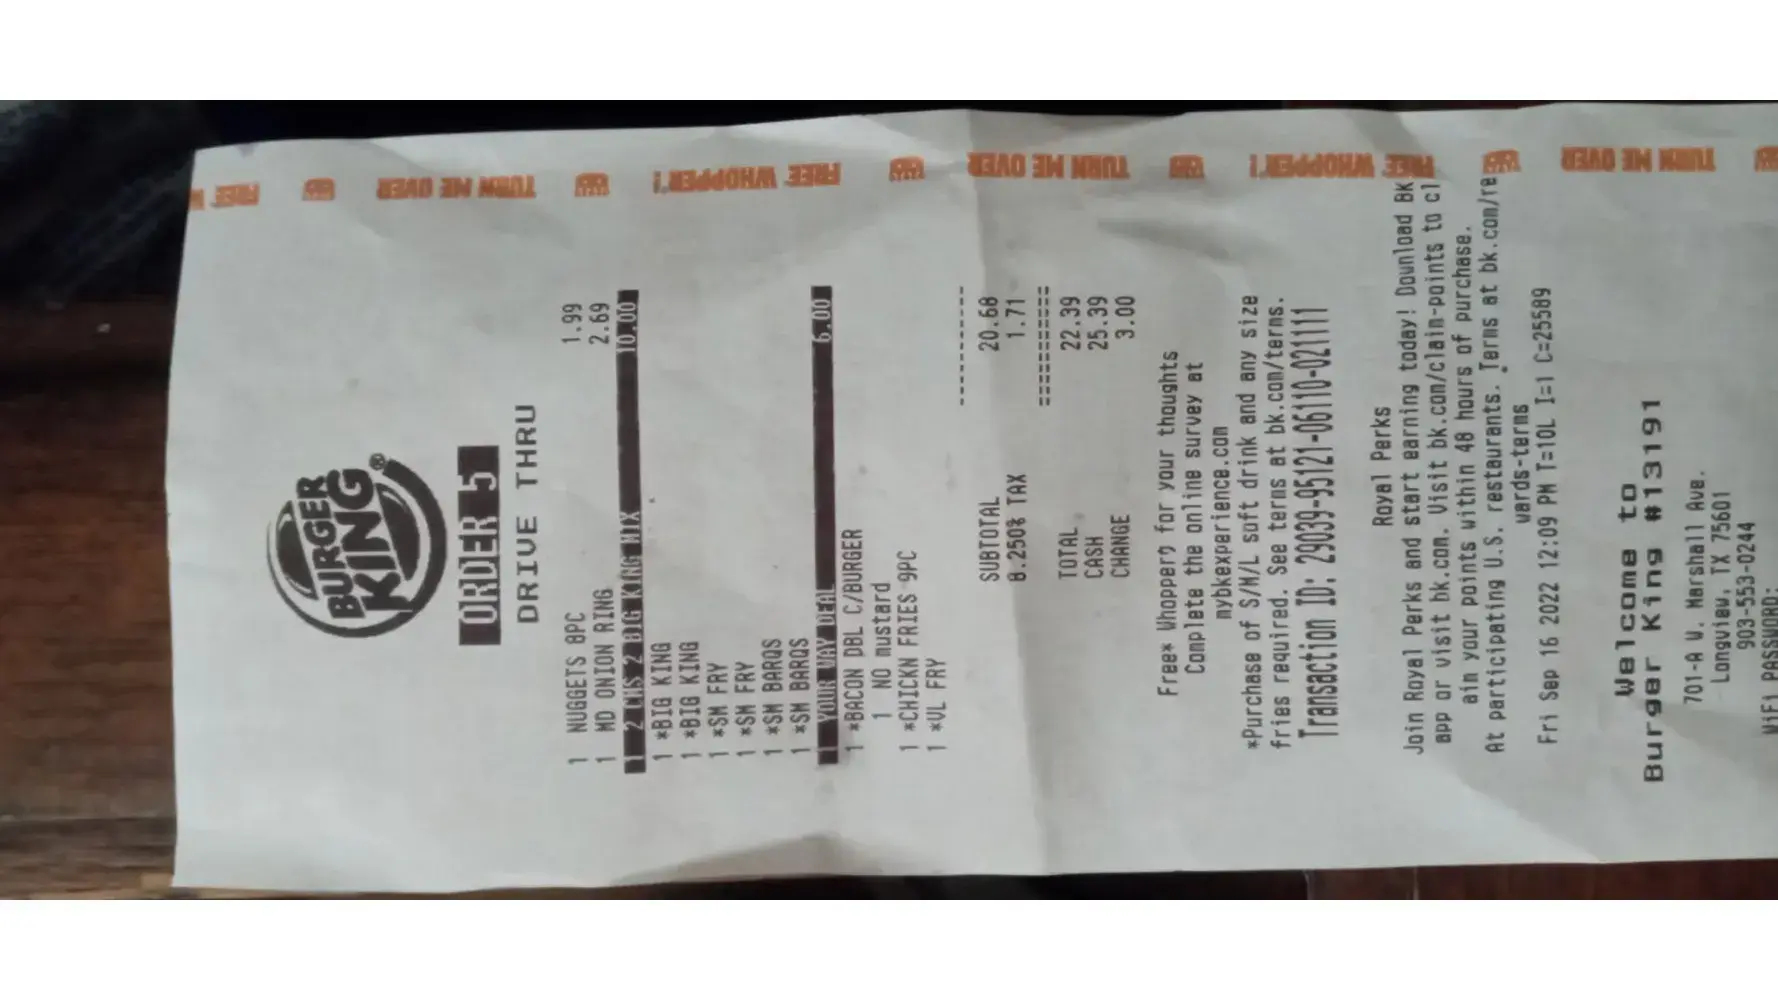 FREE WHOPPER! TURN ME OVER FREE WHOPPER! TURN ME OVER FREE
BURGER
KING®
ORDER 5
DRIVE THRU
1 NUGGETS 8PC 1.99
1 MD ONION RING 2.69
1 2 CMS 2 BIG KING MIX 10.00
1 *BIG KING
1 *BIG KING
1 *SM FRY
1 *SM FRY
1 *SM BARQS
1 *SM BARQS
1 YOUR WAY DEAL 6.00
1 *BACON DBL C/BURGER
1 NO mustard
1 *CHICKN FRIES 9PC
1 *VL FRY
SUBTOTAL 20.68
8.250% TAX 1.71
TOTAL 22.39
CASH 25.39
CHANGE 3.00
Free* Whopper? for your thoughts
Complete the online survey at
mybkexperience.com
*Purchase of S/M/L soft drink and any size
fries required. See terms at bk.com/terms.
Transaction ID: 29039-95121-06110-021111
Royal Perks
Join Royal Perks and start earning today! Download BK
app or visit bk.com. Visit bk.com/claim-points to cl
ain your points within 48 hours of purchase.
At participating U.S. restaurants. Terms at bk.com/re
wards-terms
Fri Sep 16 2022 12:09 PM T=10L I=1 C=25589
Welcome to
Burger King #13191
701-A W. Marshall Ave.
Longview, TX 75601
903-553-0244
WiFi PASSWORD: